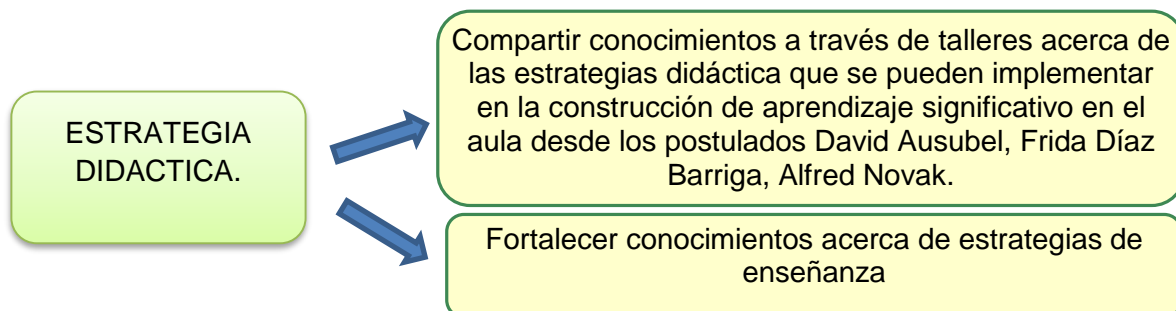 ESTRATEGIA
DIDACTICA.
Compartir conocimientos a través de talleres acerca de
las estrategias didáctica que se pueden implementar
en la construcción de aprendizaje significativo en el
aula desde los postulados David Ausubel, Frida Díaz
Barriga, Alfred Novak.
Fortalecer conocimientos acerca de estrategias de
enseñanza